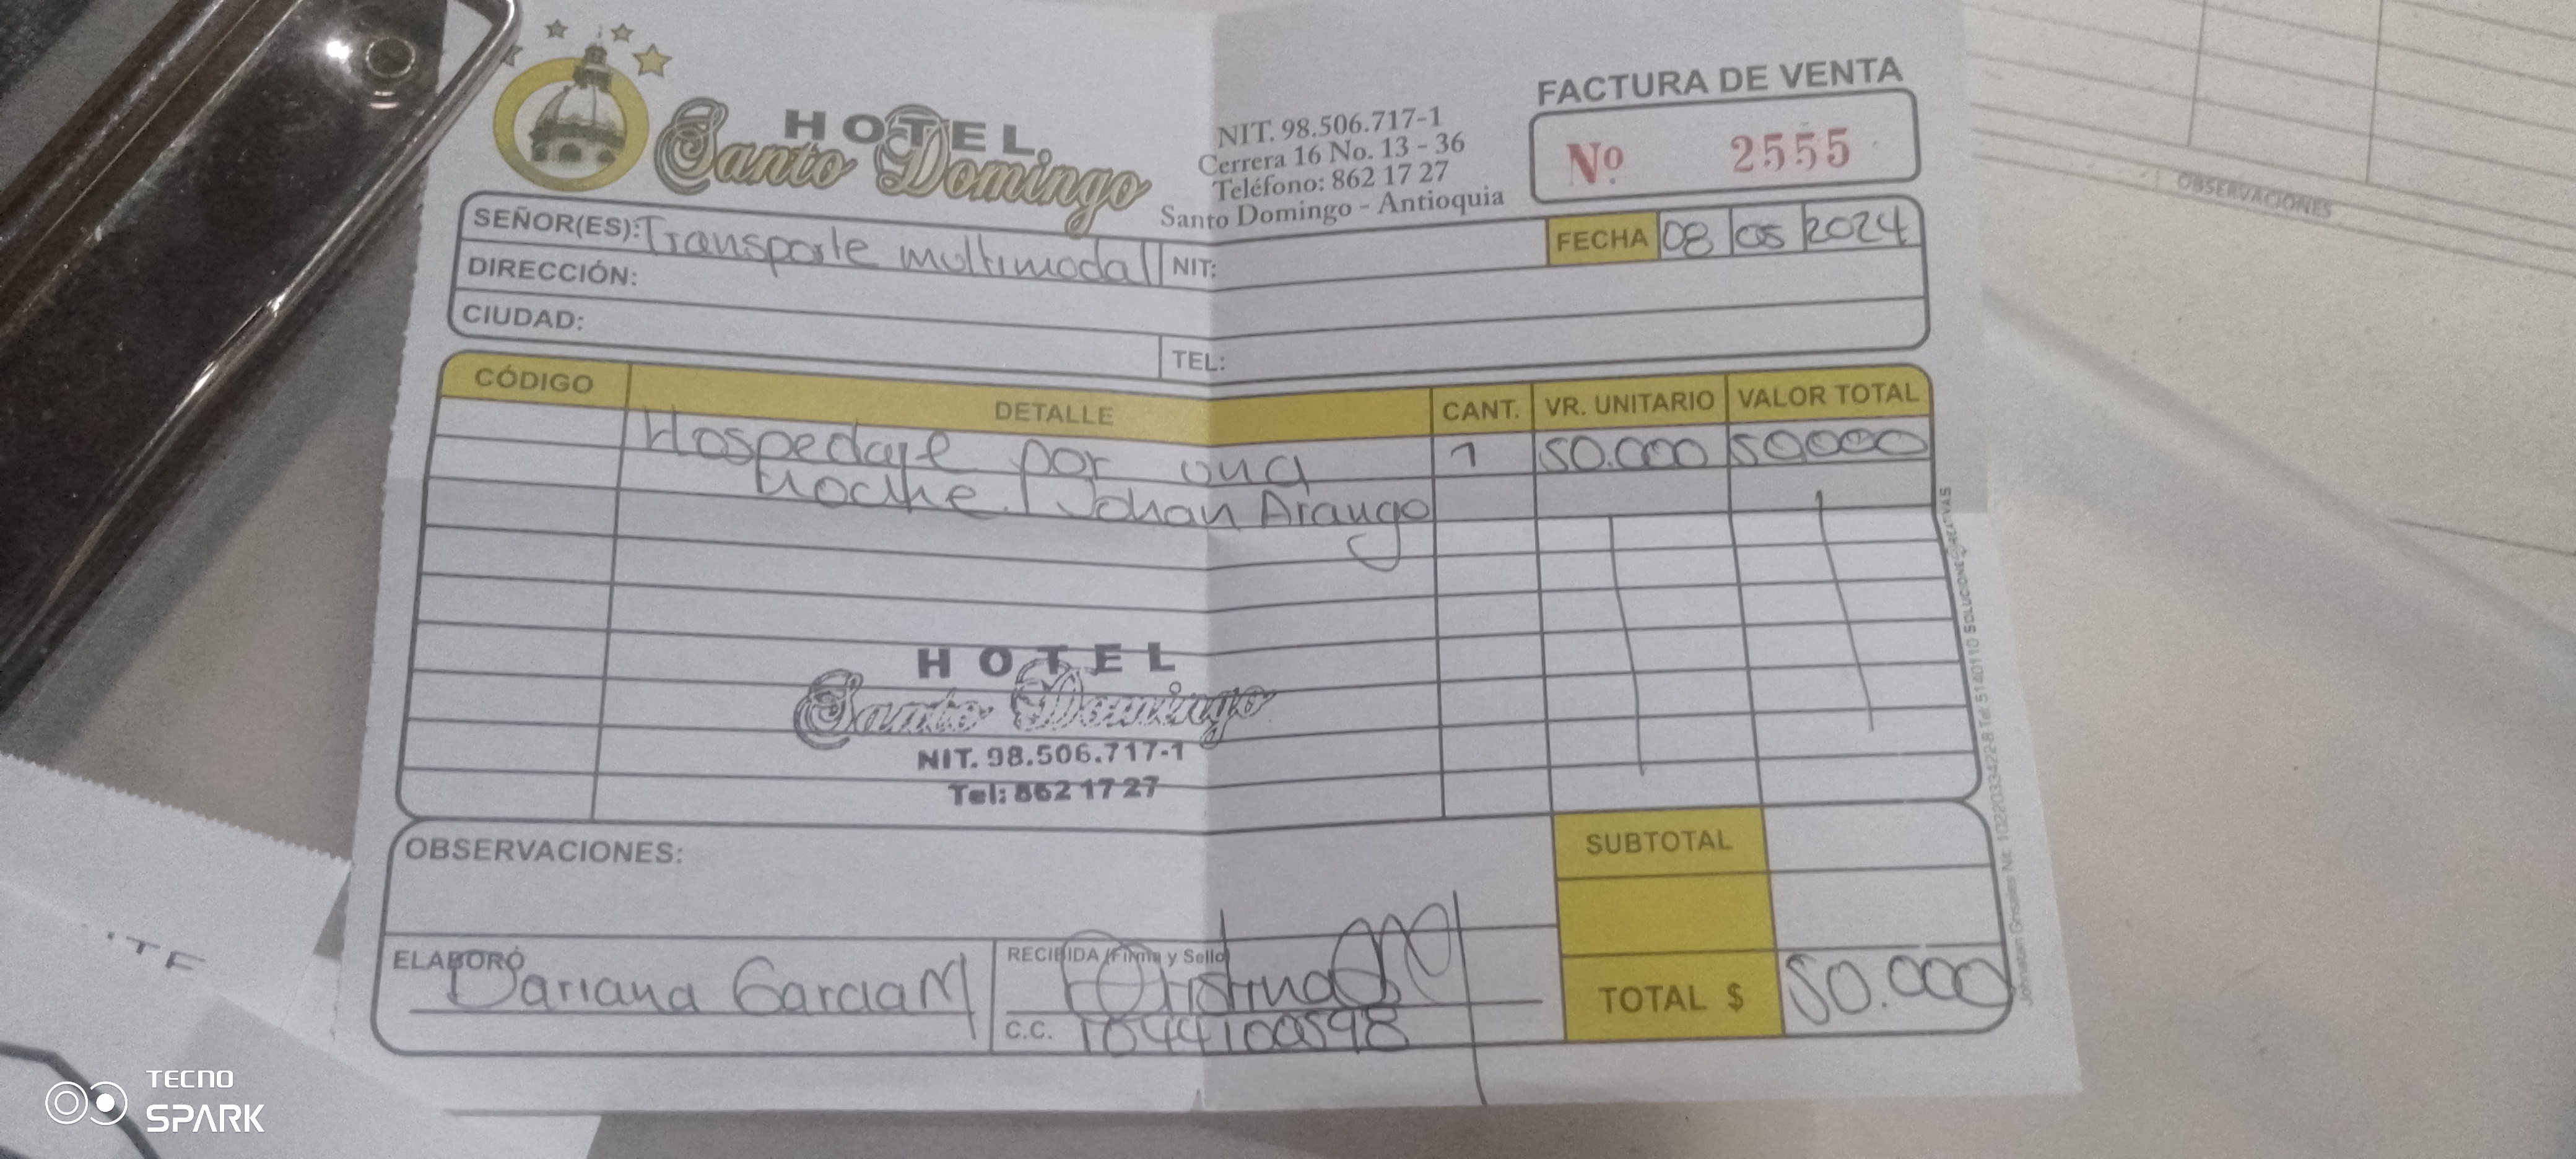 HOTEL
Santo Domingo
NIT. 98.506.717-1
Cerrera 16 No. 13 - 36
Teléfono: 862 17 27
Santo Domingo - Antioquia
FACTURA DE VENTA
Nº 2555
SEÑOR(ES): Transporte multimodal NIT:
FECHA 08 05 2024
DIRECCIÓN:
CIUDAD: TEL:
CÓDIGO DETALLE CANT. VR. UNITARIO VALOR TOTAL
Hospedaje por una 1 50.000 50000
noche. Johan Arango
HOTEL
Santo Domingo
NIT. 98.506.717-1
Tel: 862 17 27
OBSERVACIONES:
SUBTOTAL
ELABORÓ Dariana Garcia M
RECIBIDA (Firma y Sello)
C.C. 1044100598
TOTAL $ 50.000
OBSERVACIONES
TECNO
SPARK